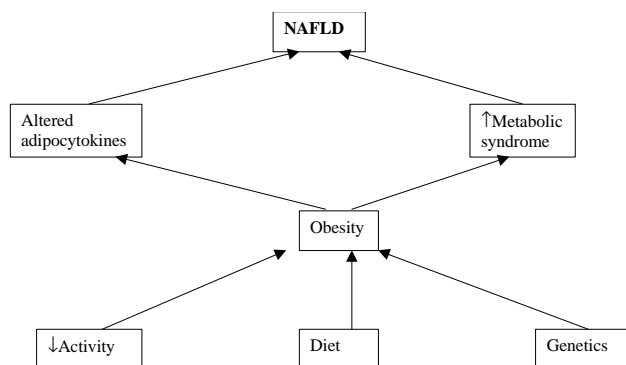 NAFLD
Altered
adipocytokines
↑Metabolic
syndrome
Obesity
↓Activity
Diet
Genetics